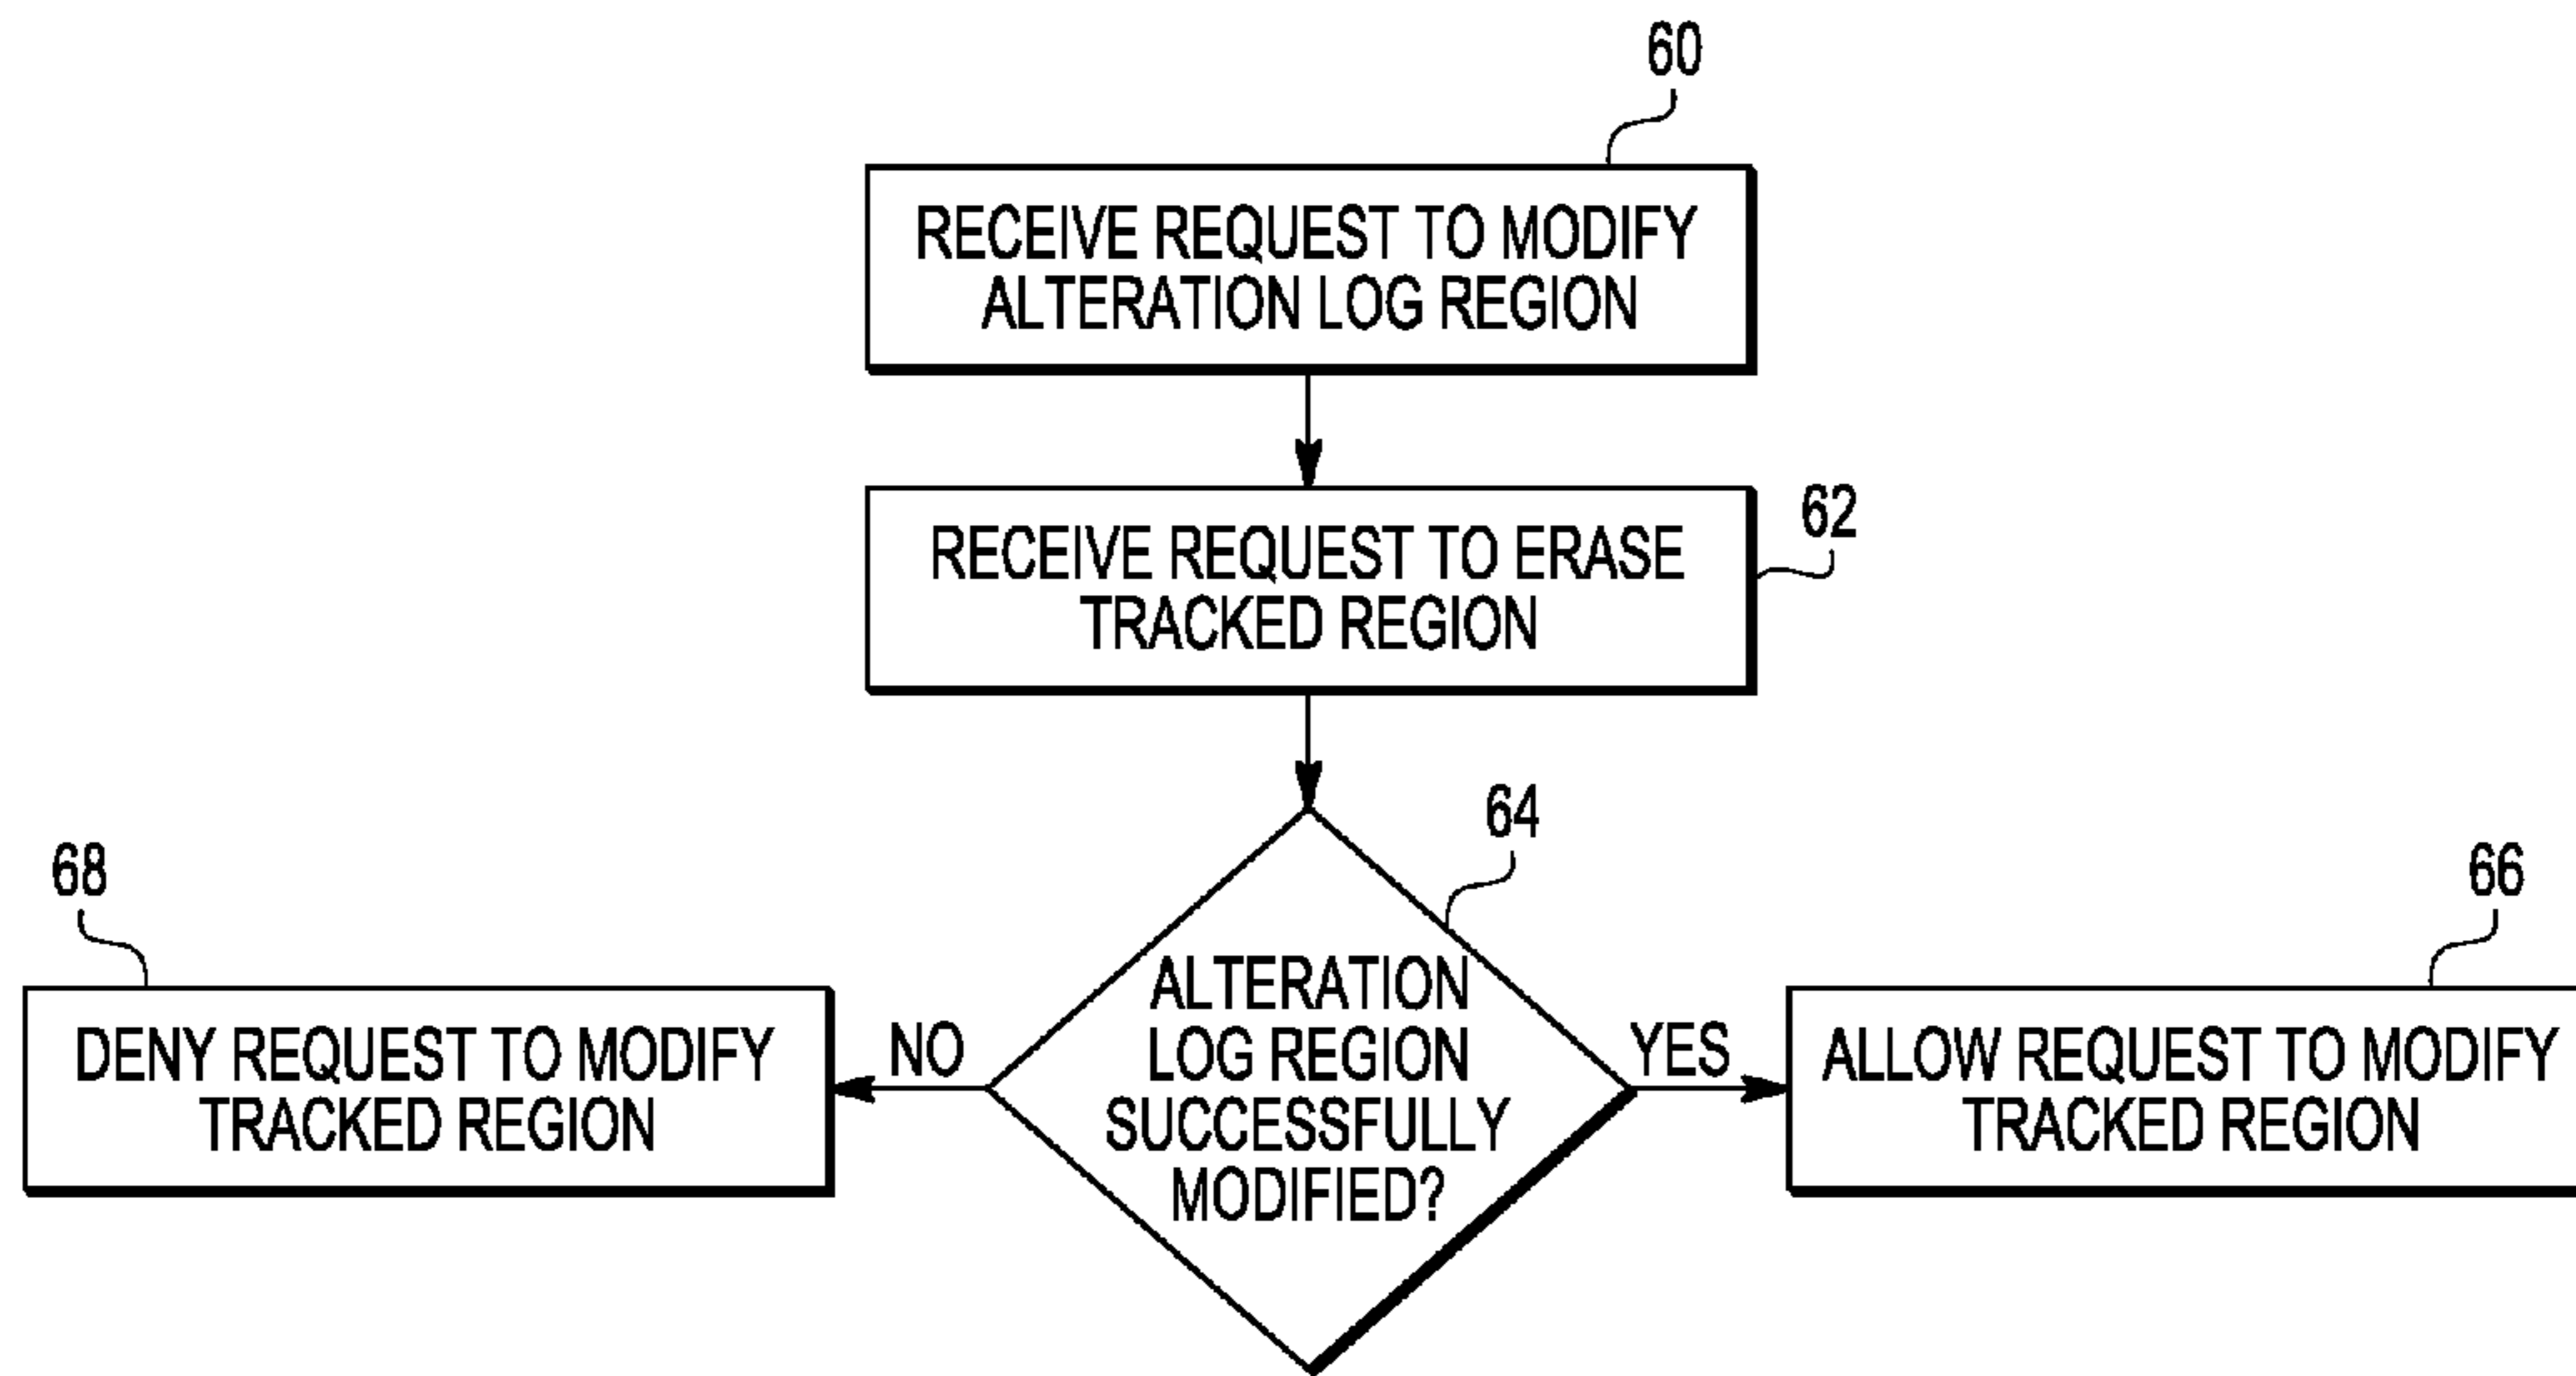 60
RECEIVE REQUEST TO MODIFY
ALTERATION LOG REGION
62
RECEIVE REQUEST TO ERASE
TRACKED REGION
64
ALTERATION
LOG REGION
SUCCESSFULLY
MODIFIED?
NO
YES
68
DENY REQUEST TO MODIFY
TRACKED REGION
66
ALLOW REQUEST TO MODIFY
TRACKED REGION